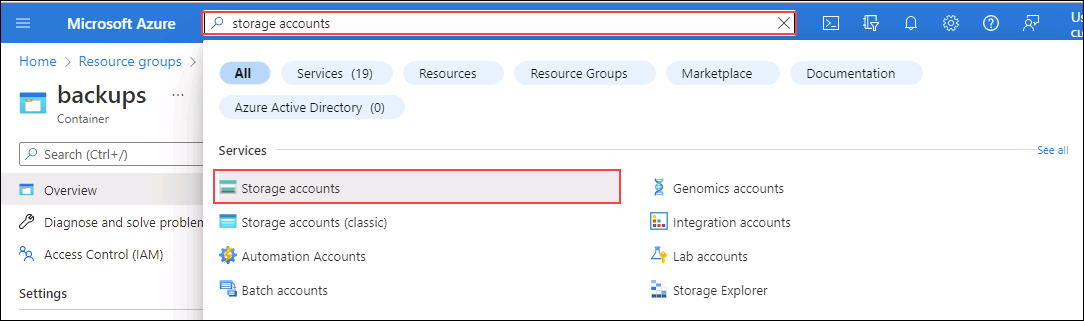 Microsoft Azure
storage accounts
Us
CL
Home > Resource groups >
backups ...
Container
Search (Ctrl+/)
Overview
Diagnose and solve problem
Access Control (IAM)
Settings
All
Services (19)
Resources
Resource Groups
Marketplace
Documentation
Azure Active Directory (0)
Services
See all
Storage accounts
Genomics accounts
Storage accounts (classic)
Integration accounts
Automation Accounts
Lab accounts
Batch accounts
Storage Explorer